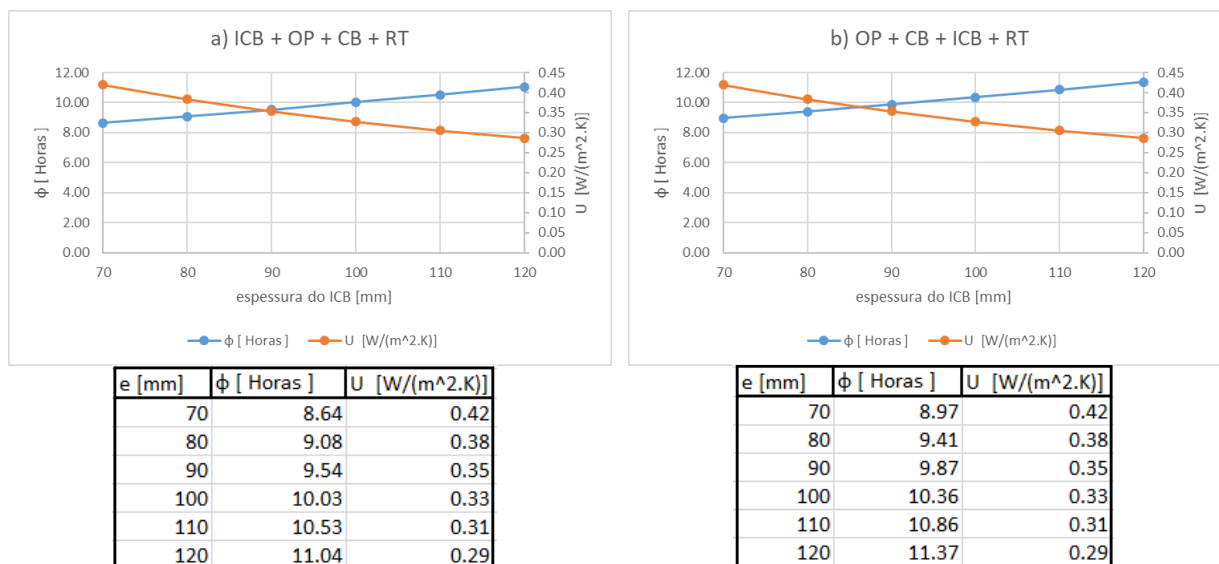 a) ICB + OP + CB + RT
12.00
10.00
8.00
6.00
4.00
2.00
0.00
ϕ [ Horas ]
0.45
0.40
0.35
0.30
0.25
0.20
0.15
0.10
0.05
0.00
U [W/(m^2.K)]
70 80 90 100 110 120
espessura do ICB [mm]
ϕ [ Horas ] U [W/(m^2.K)]
e [mm] ϕ [ Horas ] U [W/(m^2.K)]
70 8.64 0.42
80 9.08 0.38
90 9.54 0.35
100 10.03 0.33
110 10.53 0.31
120 11.04 0.29
b) OP + CB + ICB + RT
12.00
10.00
8.00
6.00
4.00
2.00
0.00
ϕ [ Horas ]
0.45
0.40
0.35
0.30
0.25
0.20
0.15
0.10
0.05
0.00
U [W/(m^2.K)]
70 80 90 100 110 120
espessura do ICB [mm]
ϕ [ Horas ] U [W/(m^2.K)]
e [mm] ϕ [ Horas ] U [W/(m^2.K)]
70 8.97 0.42
80 9.41 0.38
90 9.87 0.35
100 10.36 0.33
110 10.86 0.31
120 11.37 0.29